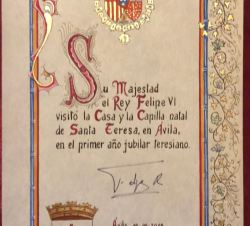 Su Majestad
el Rey Felipe VI
visitó la Casa y la Capilla natal
de Santa Teresa, en Avila,
en el primer año jubilar teresiano.
Felipe R